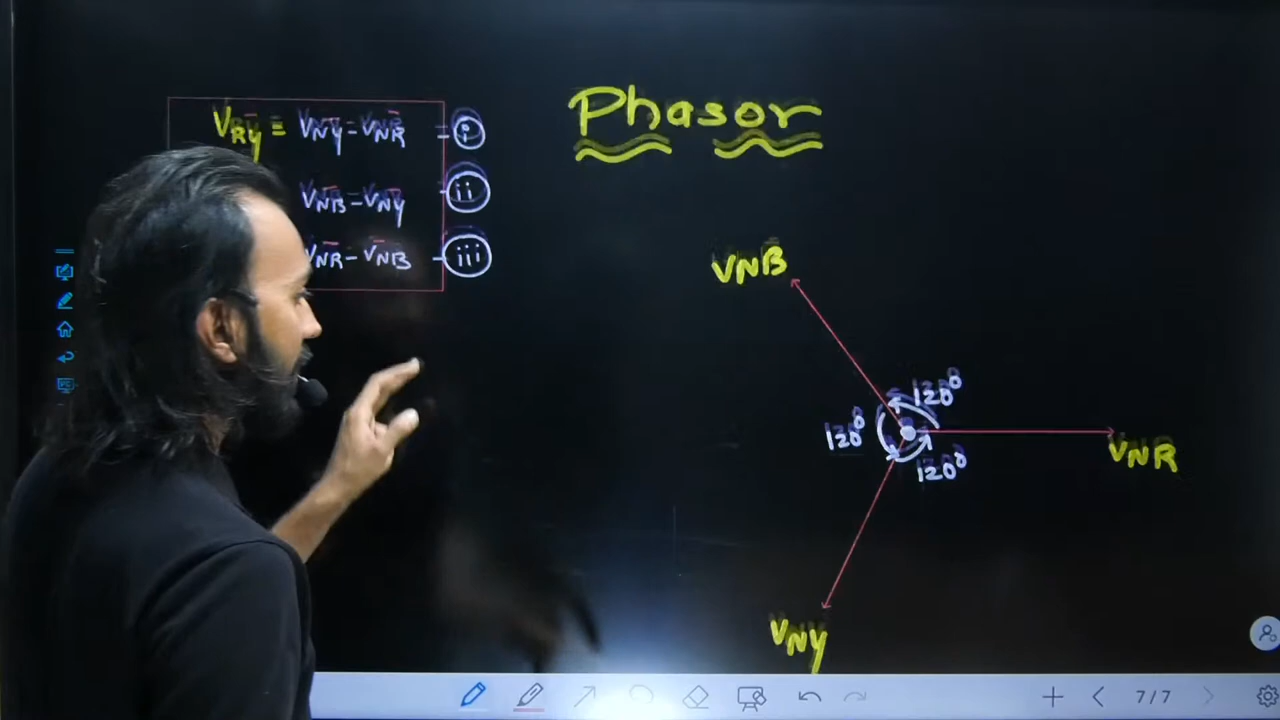 Phasor
VRY = VNY - VNR - i
VNB - VNY - ii
VNR - VNB - iii
VNB
120°
120°
120°
VNR
VNY
7/7